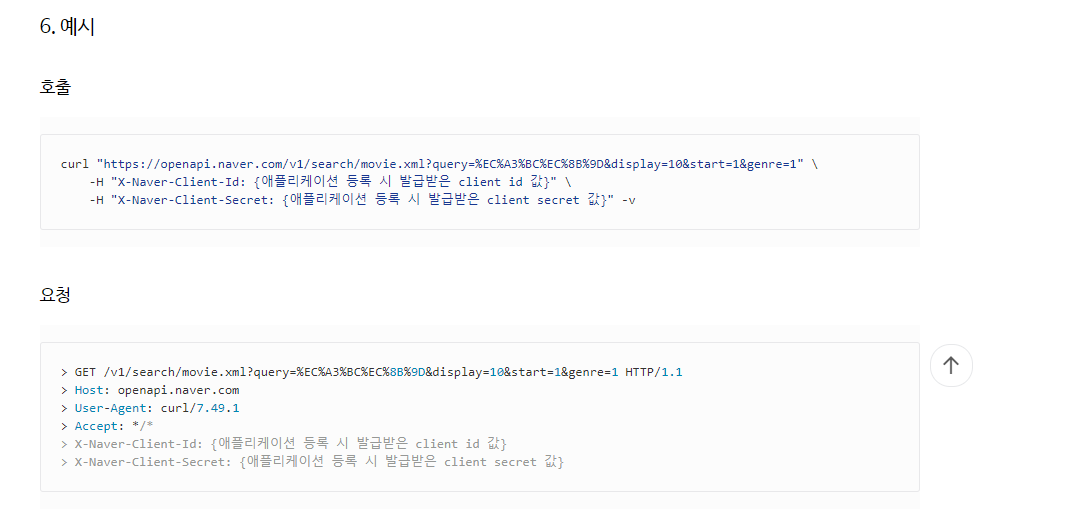 6. 예시
호출
curl "https://openapi.naver.com/v1/search/movie.xml?query=%EC%A3%BC%EC%8B%9D&display=10&start=1&genre=1" \
-H "X-Naver-Client-Id: {애플리케이션 등록 시 발급받은 client id 값}" \
-H "X-Naver-Client-Secret: {애플리케이션 등록 시 발급받은 client secret 값}" -v
요청
> GET /v1/search/movie.xml?query=%EC%A3%BC%EC%8B%9D&display=10&start=1&genre=1 HTTP/1.1
> Host: openapi.naver.com
> User-Agent: curl/7.49.1
> Accept: */*
> X-Naver-Client-Id: {애플리케이션 등록 시 발급받은 client id 값}
> X-Naver-Client-Secret: {애플리케이션 등록 시 발급받은 client secret 값}